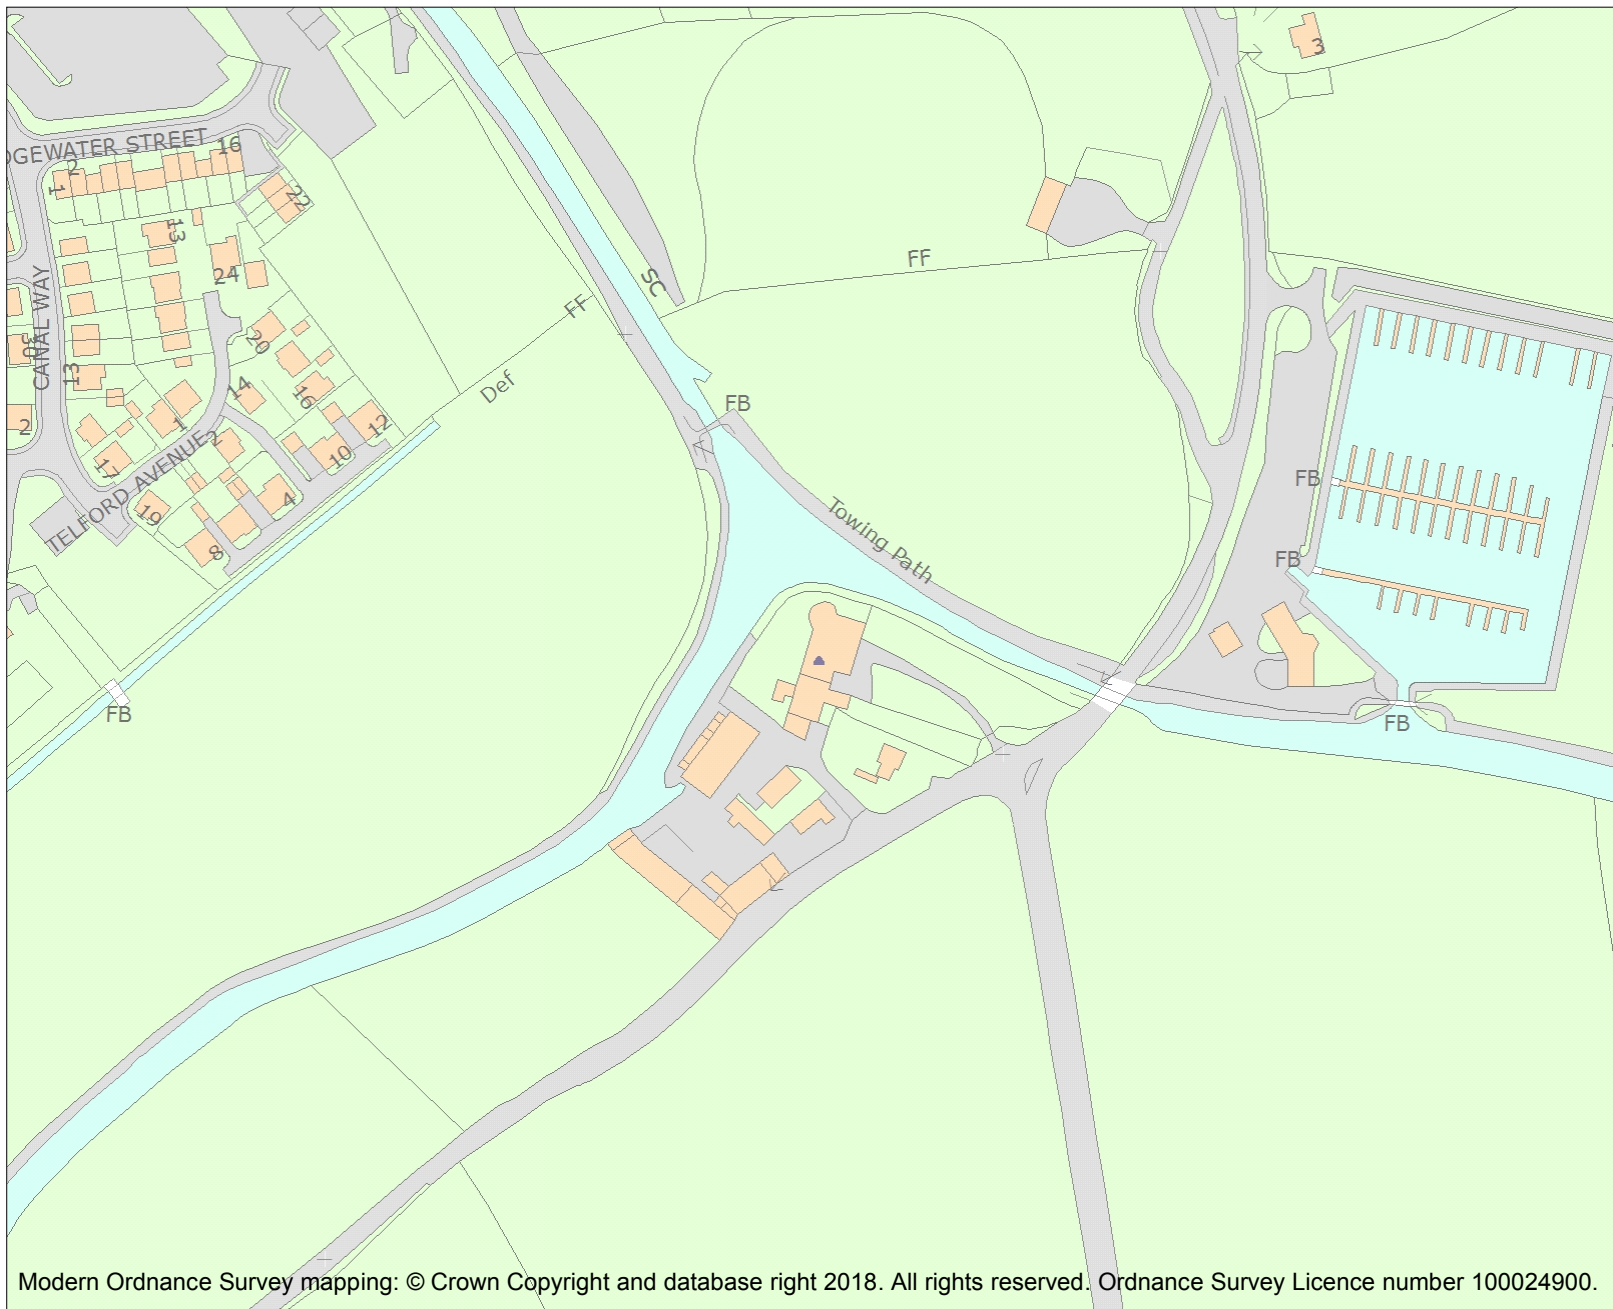 3
DGEWATER STREET
16
2
1
22
13
24
FF
SC
FF
CANAL WAY
20
30
13
14
16
Def
FB
12
1
2
2
10
17
TELFORD AVENUE
4
19
8
FB
Towing Path
FB
FB
FB
Modern Ordnance Survey mapping: © Crown Copyright and database right 2018. All rights reserved. Ordnance Survey Licence number 100024900.